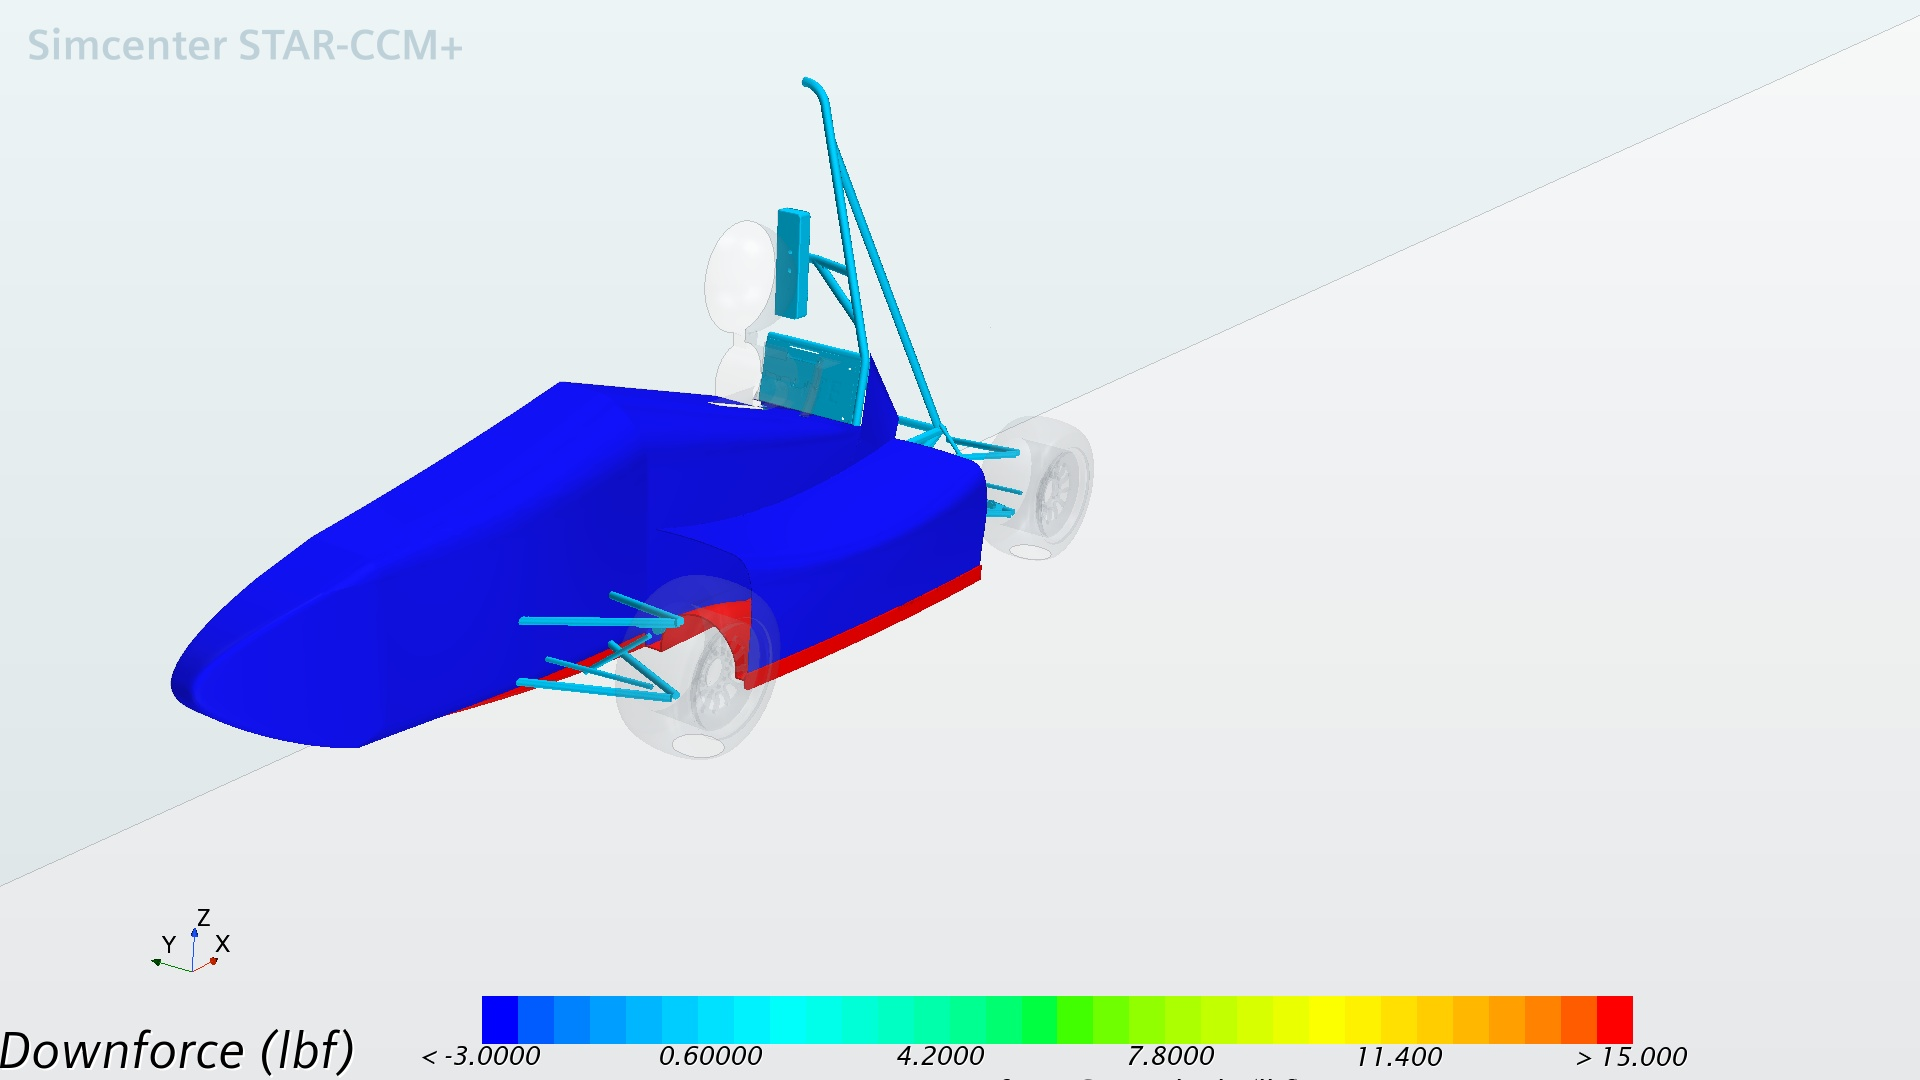 Simcenter STAR-CCM+
Z
Y X
Downforce (lbf)
< -3.0000 0.60000 4.2000 7.8000 11.400 > 15.000